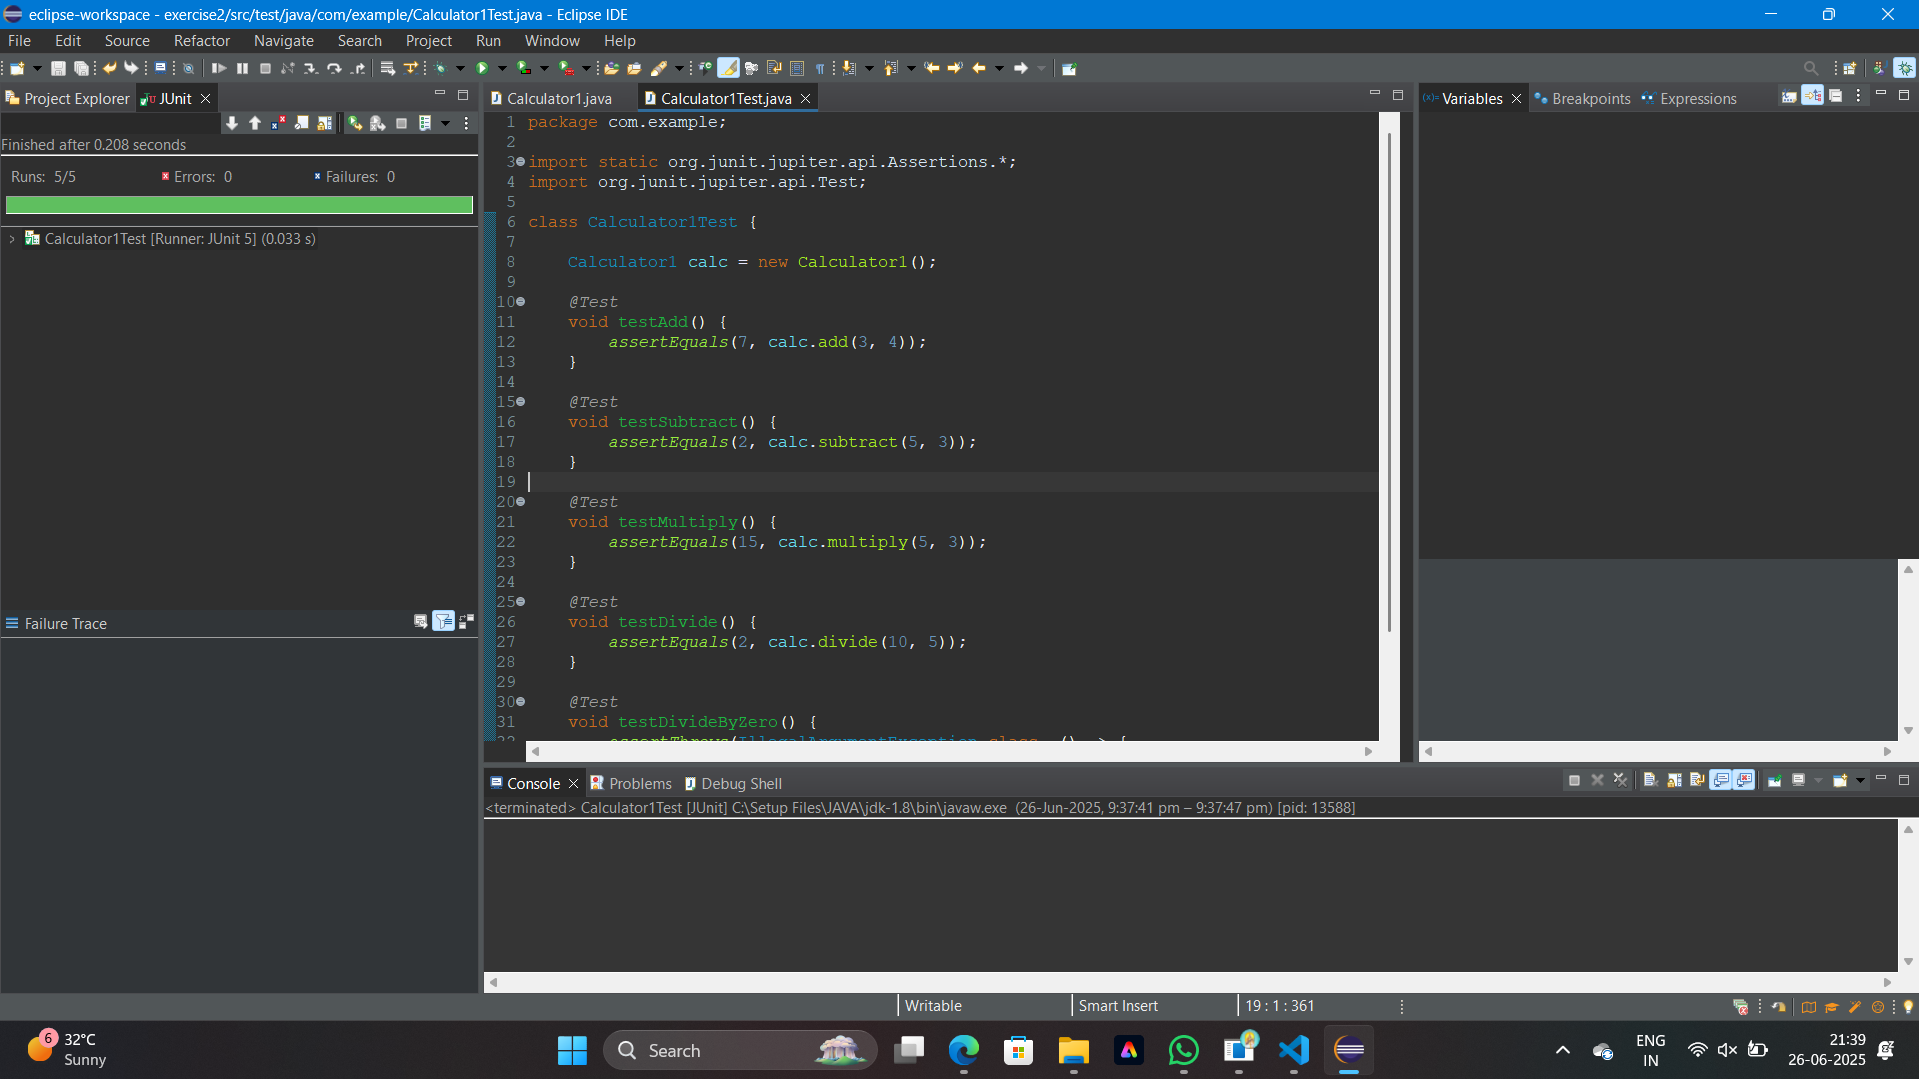 eclipse-workspace - exercise2/src/test/java/com/example/Calculator1Test.java - Eclipse IDE
File Edit Source Refactor Navigate Search Project Run Window Help
Project Explorer JUnit
Finished after 0.208 seconds
Runs: 5/5 Errors: 0 Failures: 0
Calculator1Test [Runner: JUnit 5] (0.033 s)
Failure Trace
Calculator1.java Calculator1Test.java
1 package com.example;
2
3 import static org.junit.jupiter.api.Assertions.*;
4 import org.junit.jupiter.api.Test;
5
6 class Calculator1Test {
7
8 Calculator1 calc = new Calculator1();
9
10 @Test
11 void testAdd() {
12 assertEquals(7, calc.add(3, 4));
13 }
14
15 @Test
16 void testSubtract() {
17 assertEquals(2, calc.subtract(5, 3));
18 }
19
20 @Test
21 void testMultiply() {
22 assertEquals(15, calc.multiply(5, 3));
23 }
24
25 @Test
26 void testDivide() {
27 assertEquals(2, calc.divide(10, 5));
28 }
29
30 @Test
31 void testDivideByZero() {
Variables Breakpoints Expressions
Console Problems Debug Shell
<terminated> Calculator1Test [JUnit] C:\Setup Files\JAVA\jdk-1.8\bin\javaw.exe (26-Jun-2025, 9:37:41 pm – 9:37:47 pm) [pid: 13588]
Writable Smart Insert 19 : 1 : 361
6
32°C
Sunny
Search
ENG
IN
21:39
26-06-2025